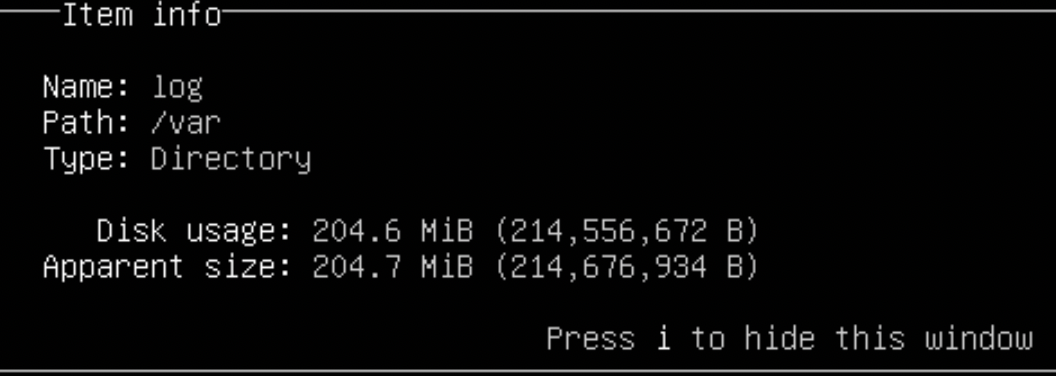 Item info
Name: log
Path: /var
Type: Directory
Disk usage: 204.6 MiB (214,556,672 B)
Apparent size: 204.7 MiB (214,676,934 B)
Press i to hide this window